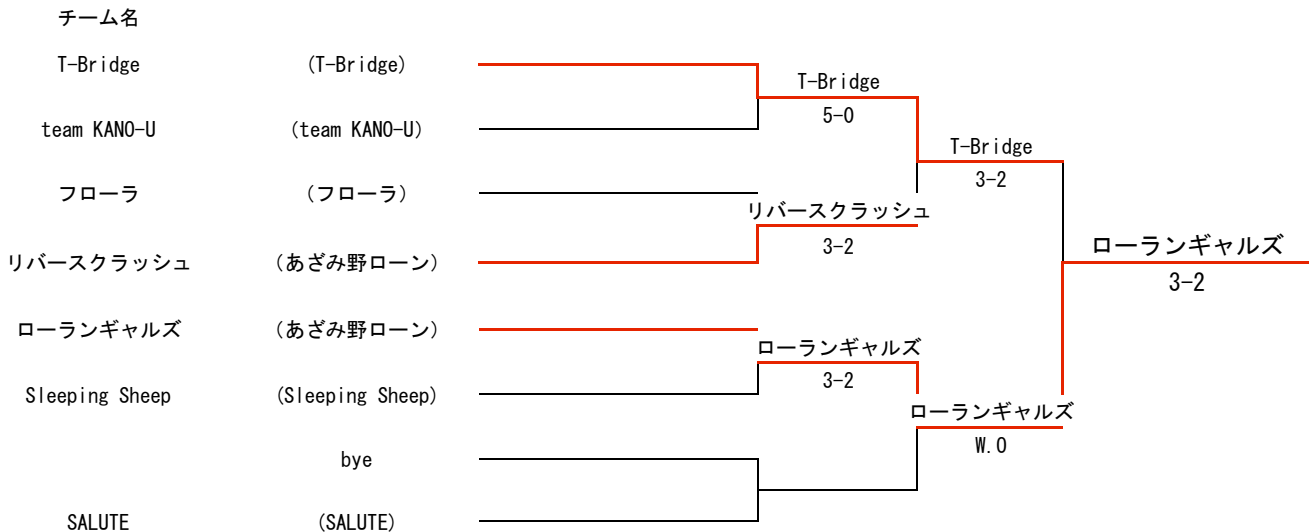 チーム名
T-Bridge (T-Bridge)
T-Bridge
5-0
team KANO-U (team KANO-U)
T-Bridge
3-2
フローラ (フローラ)
リバースクラッシュ
3-2
リバースクラッシュ (あざみ野ローン)
ローランギャルズ
3-2
ローランギャルズ (あざみ野ローン)
ローランギャルズ
3-2
Sleeping Sheep (Sleeping Sheep)
ローランギャルズ
W.O
bye
SALUTE (SALUTE)